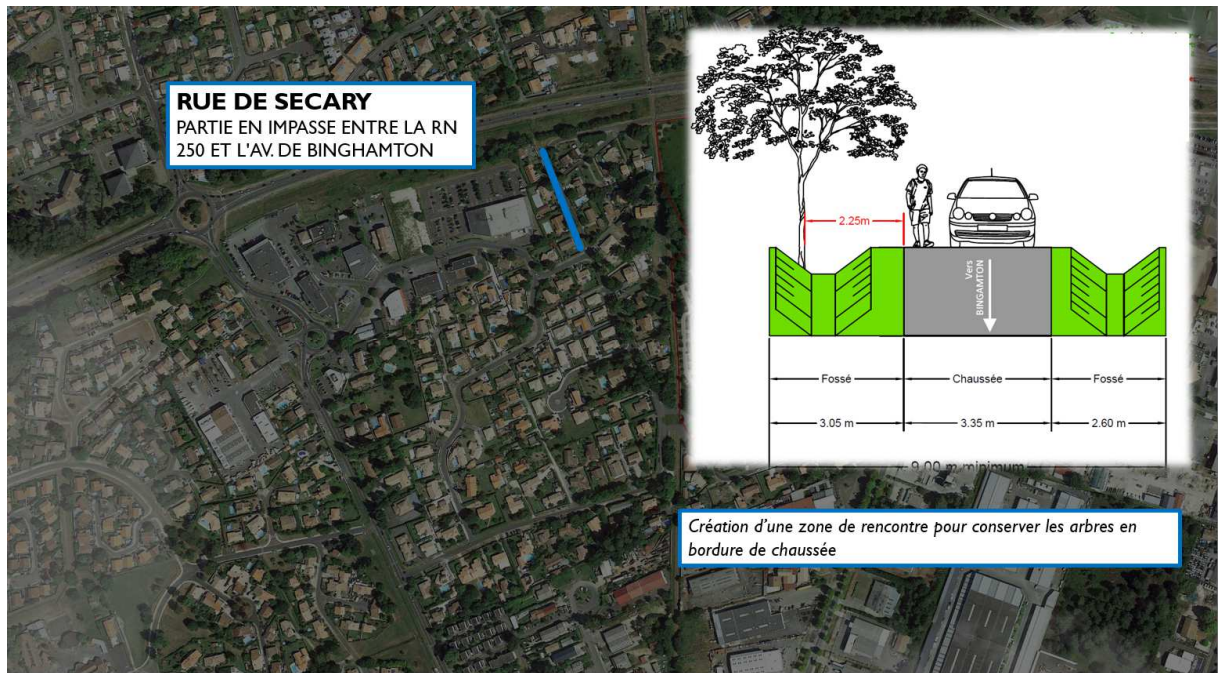 RUE DE SECARY
PARTIE EN IMPASSE ENTRE LA RN
250 ET L'AV. DE BINGHAMTON
2.25m
Vers
BINGAMTON
Fossé
Chaussée
Fossé
3.05 m
3.35 m
2.60 m
9.00 m minimum
Création d'une zone de rencontre pour conserver les arbres en
bordure de chaussée